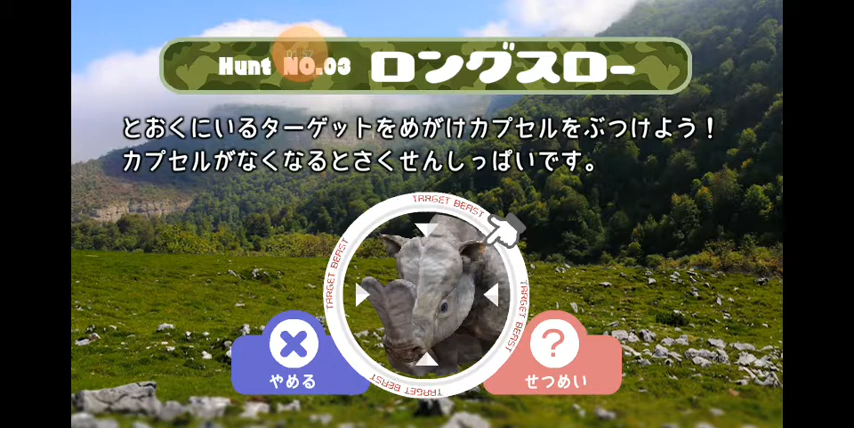 Hunt NO.03 ロングスロー
01:57
とおくにいるターゲットをめがけカプセルをぶつけよう！
カプセルがなくなるとさくせんしっぱいです。
TARGET BEAST
TARGET BEAST
TARGET BEAST
TARGET BEAST
やめる
?
せつめい